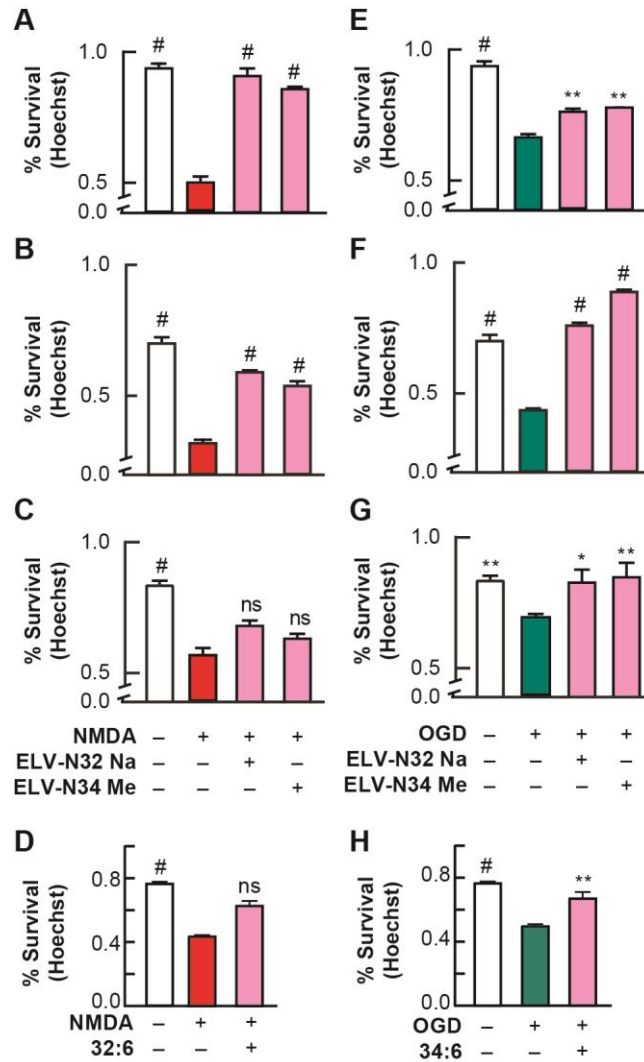 A
% Survival
(Hoechst)
1.0
0.5
0.0
#
#
#
B
% Survival
(Hoechst)
1.0
0.5
0.0
#
#
#
C
% Survival
(Hoechst)
1.0
0.5
0.0
#
ns
ns
NMDA – + + +
ELV-N32 Na – – + –
ELV-N34 Me – – – +
D
% Survival
(Hoechst)
0.8
0.4
0.0
#
ns
NMDA – + +
32:6 – – +
E
% Survival
(Hoechst)
1.0
0.5
0.0
#
**
**
F
% Survival
(Hoechst)
1.0
0.5
0.0
#
#
#
G
% Survival
(Hoechst)
1.0
0.5
0.0
**
*
**
OGD – + + +
ELV-N32 Na – – + –
ELV-N34 Me – – – +
H
% Survival
(Hoechst)
0.8
0.4
0.0
#
**
OGD – + +
34:6 – – +